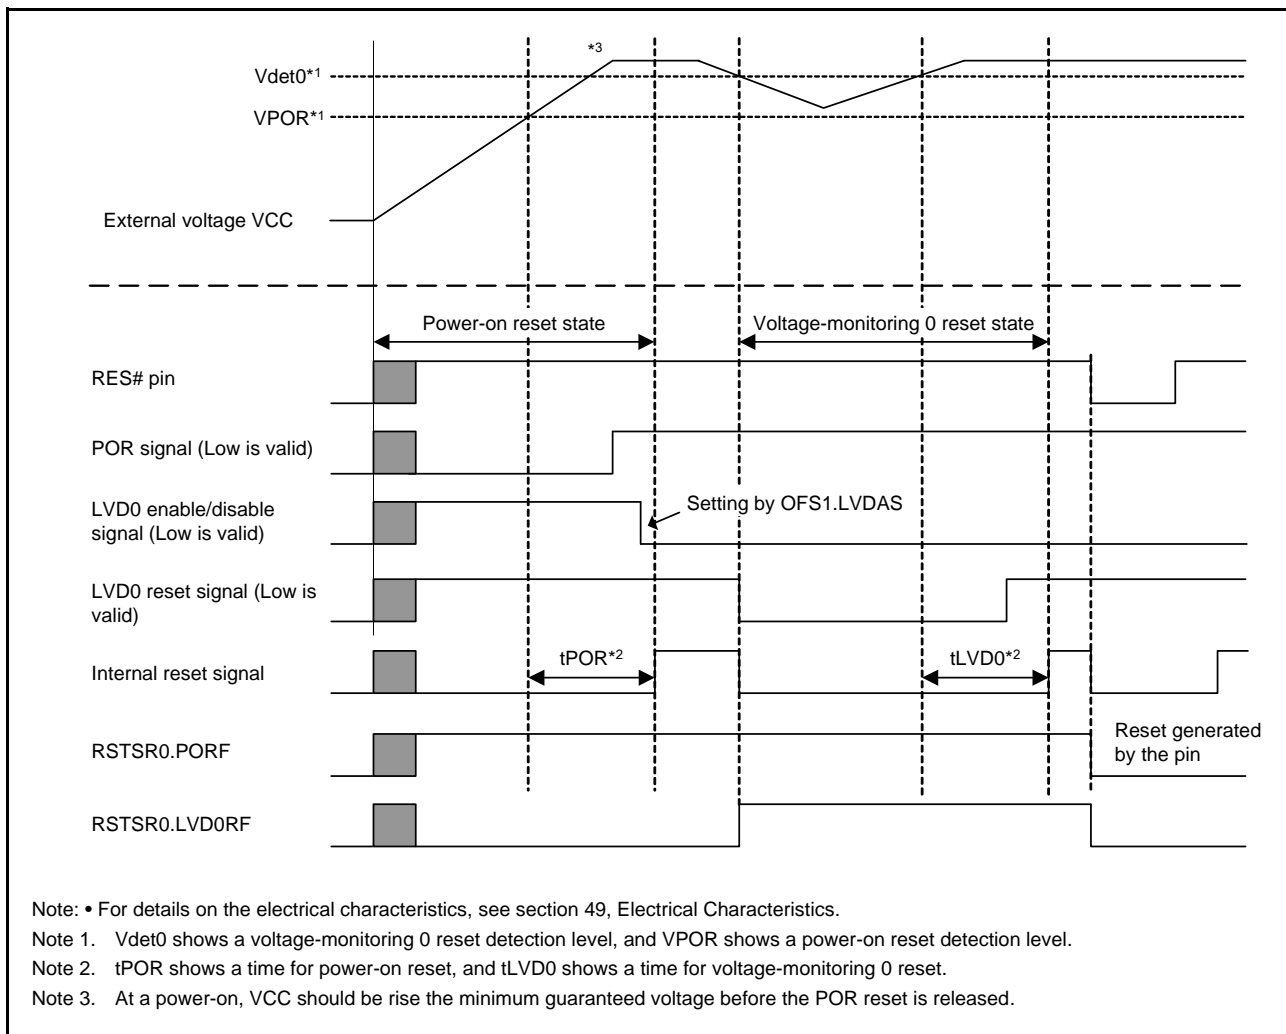 *3
Vdet0*1
VPOR*1
External voltage VCC
Power-on reset state
Voltage-monitoring 0 reset state
RES# pin
POR signal (Low is valid)
LVD0 enable/disable
signal (Low is valid)
Setting by OFS1.LVDAS
LVD0 reset signal (Low is
valid)
Internal reset signal
tPOR*2
tLVD0*2
RSTSR0.PORF
Reset generated
by the pin
RSTSR0.LVD0RF
Note: • For details on the electrical characteristics, see section 49, Electrical Characteristics.
Note 1. Vdet0 shows a voltage-monitoring 0 reset detection level, and VPOR shows a power-on reset detection level.
Note 2. tPOR shows a time for power-on reset, and tLVD0 shows a time for voltage-monitoring 0 reset.
Note 3. At a power-on, VCC should be rise the minimum guaranteed voltage before the POR reset is released.